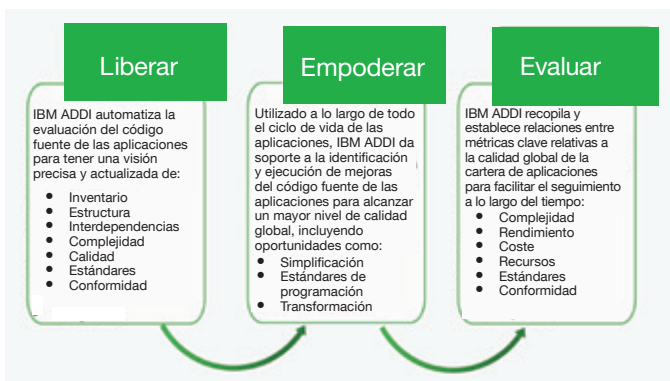 Liberar
IBM ADDI automatiza la
evaluación del código
fuente de las aplicaciones
para tener una visión
precisa y actualizada de:
● Inventario
● Estructura
● Interdependencias
● Complejidad
● Calidad
● Estándares
● Conformidad
Empoderar
Utilizado a lo largo de todo
el ciclo de vida de las
aplicaciones, IBM ADDI da
soporte a la identificación
y ejecución de mejoras
del código fuente de las
aplicaciones para alcanzar
un mayor nivel de calidad
global, incluyendo
oportunidades como:
● Simplificación
● Estándares de
programación
● Transformación
Evaluar
IBM ADDI recopila y
establece relaciones entre
métricas clave relativas a
la calidad global de la
cartera de aplicaciones
para facilitar el seguimiento
a lo largo del tiempo:
● Complejidad
● Rendimiento
● Coste
● Recursos
● Estándares
● Conformidad